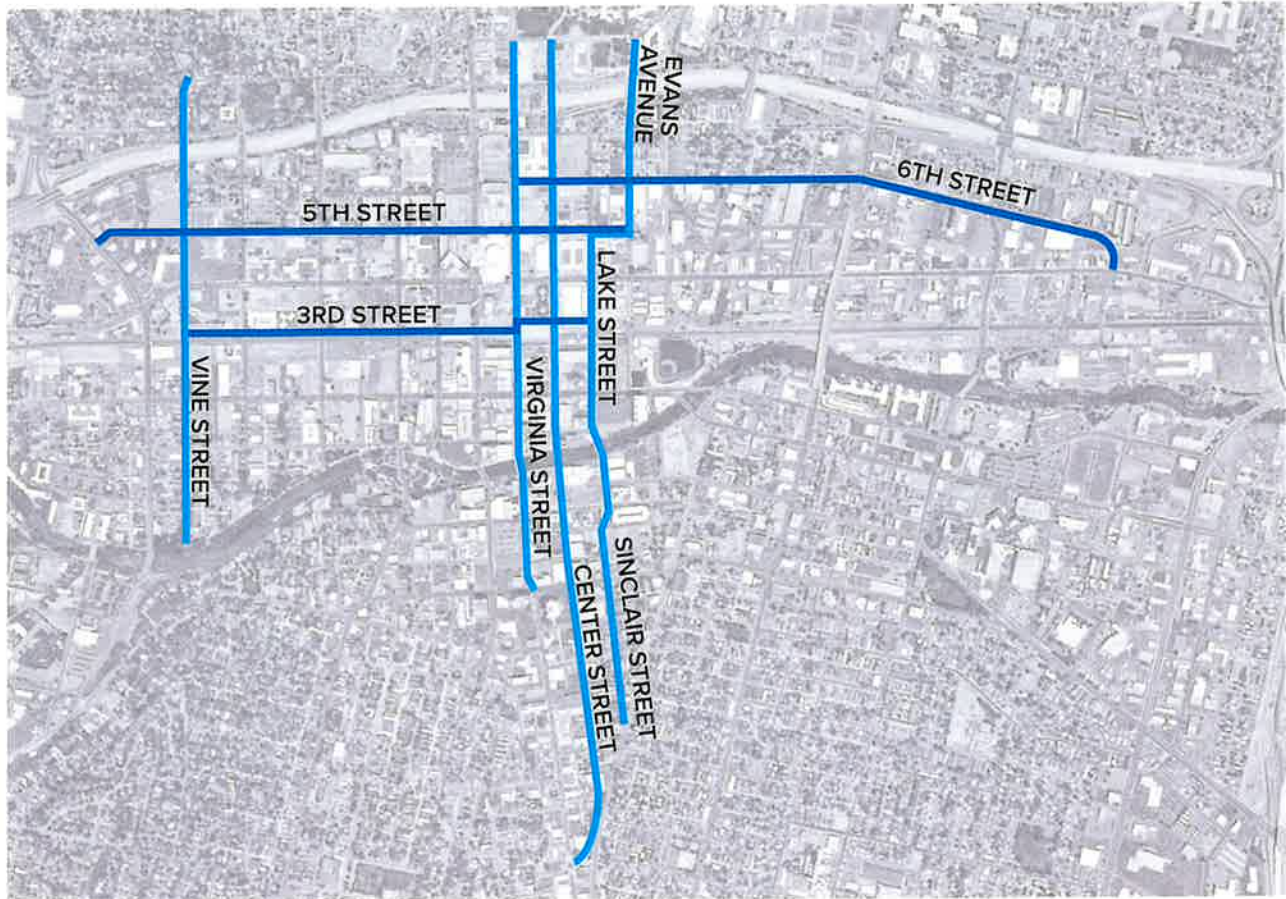 EVANS
AVENUE
6TH STREET
5TH STREET
LAKE STREET
3RD STREET
VINE STREET
VIRGINIA STREET
SINCLAIR STREET
CENTER STREET